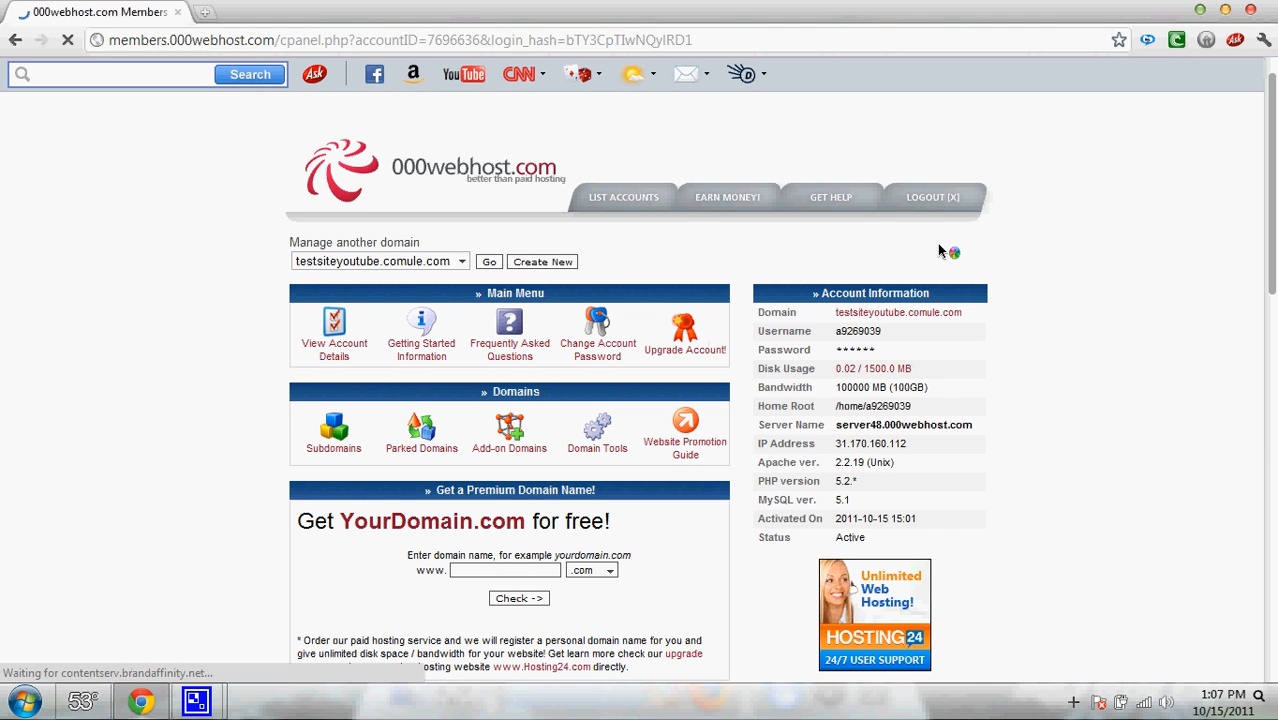 000webhost.com Members
members.000webhost.com/cpanel.php?accountID=7696636&login_hash=bTY3CpTIwNQyIRD1
Search
Ask
a
YouTube
CNN
000webhost.com
better than paid hosting
LIST ACCOUNTS
EARN MONEY!
GET HELP
LOGOUT [X]
Manage another domain
testsiteyoutube.comule.com
Go
Create New
» Main Menu
View Account Details
Getting Started Information
Frequently Asked Questions
Change Account Password
Upgrade Account!
» Domains
Subdomains
Parked Domains
Add-on Domains
Domain Tools
Website Promotion Guide
» Get a Premium Domain Name!
Get YourDomain.com for free!
Enter domain name, for example yourdomain.com
www.
.com
Check ->
* Order our paid hosting service and we will register a personal domain name for you and
give unlimited disk space / bandwidth for your website! Get learn more check our upgrade
hosting website www.Hosting24.com directly.
» Account Information
Domain testsiteyoutube.comule.com
Username a9269039
Password ******
Disk Usage 0.02 / 1500.0 MB
Bandwidth 100000 MB (100GB)
Home Root /home/a9269039
Server Name server48.000webhost.com
IP Address 31.170.160.112
Apache ver. 2.2.19 (Unix)
PHP version 5.2.*
MySQL ver. 5.1
Activated On 2011-10-15 15:01
Status Active
Unlimited
Web
Hosting!
HOSTING 24
24/7 USER SUPPORT
Waiting for contentserv.brandaffinity.net...
53°
1:07 PM
10/15/2011